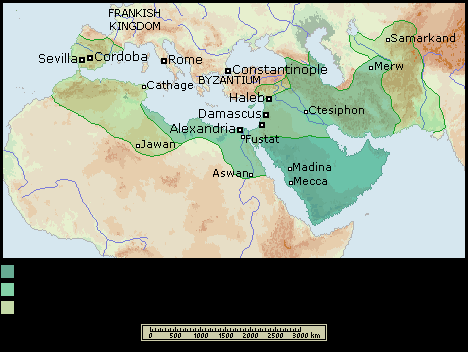 FRANKISH
KINGDOM
Samarkand
Sevilla
Cordoba
Rome
Merw
Constantinople
BYZANTIUM
Cathage
Haleb
Ctesiphon
Damascus
Alexandria
Fustat
Jawan
Madina
Aswan
Mecca
0 500 1000 1500 2000 2500 3000 km